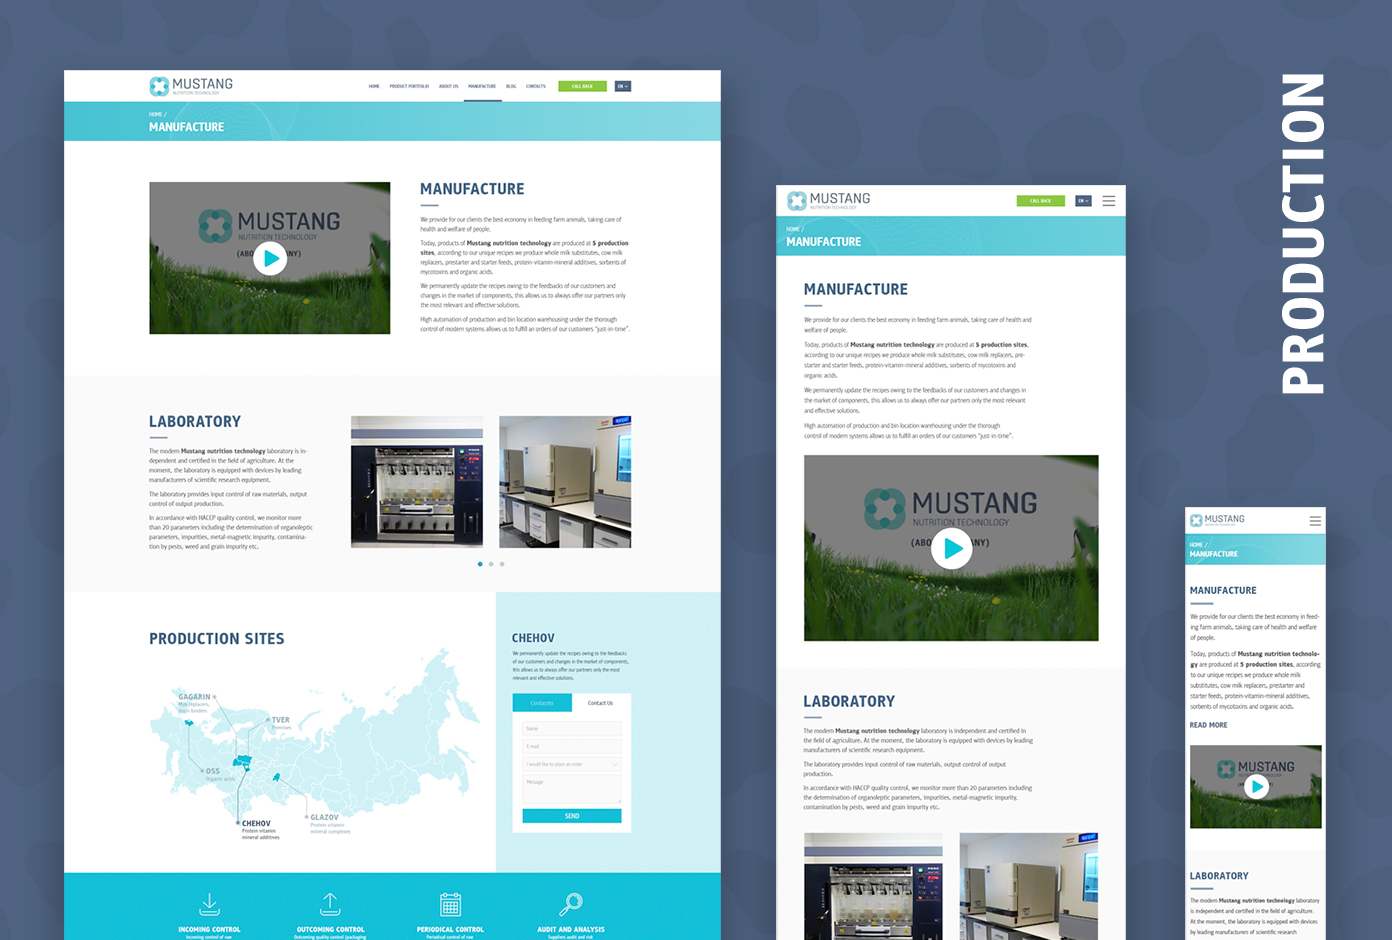 MUSTANG
NUTRITION TECHNOLOGY
HOME
PRODUCT PORTFOLIO
ABOUT US
MANUFACTURE
BLOG
CONTACTS
CALL BACK
EN
HOME /
MANUFACTURE
MUSTANG
NUTRITION TECHNOLOGY
MANUFACTURE
We provide for our clients the best economy in feeding farm animals, taking care of
health and welfare of people.
Today, products of Mustang nutrition technology are produced at 5 production
sites, according to our unique recipes we produce whole milk substitutes, cow milk
replacers, prestarter and starter feeds, protein-vitamin-mineral additives, sorbents of
mycotoxins and organic acids.
We permanently update the recipes owing to the feedbacks of our customers and
changes in the market of components, this allows us to always offer our partners only
the most relevant and effective solutions.
High automation of production and bin location warehousing under the thorough
control of modern systems allows us to fulfill an orders of our customers "just-in-time".
LABORATORY
The modern Mustang nutrition technology laboratory is in-
dependent and certified in the field of agriculture. At the
moment, the laboratory is equipped with devices by leading
manufacturers of scientific research equipment.
The laboratory provides input control of raw materials, output
control of output production.
In accordance with HACCP quality control, we monitor more
than 20 parameters including the determination of organoleptic
parameters, impurities, metal-magnetic impurity, contamina-
tion by pests, weed and grain impurity etc.
PRODUCTION SITES
GAGARIN
Milk replacers,
TVER
Premixes
OSS
Organic acids
CHEHOV
Protein vitamin
mineral additives
GLAZOV
Protein vitamin
mineral complexes
CHEHOV
We permanently update the recipes owing to the feedbacks
of our customers and changes in the market of components,
this allows us to always offer our partners only the most
relevant and effective solutions.
Contact Us
Name
E-mail
I would like to place an order
Message
SEND
INCOMING CONTROL
Incoming control of raw
OUTCOMING CONTROL
Outcoming quality control (packaging
PERIODICAL CONTROL
Periodical control of raw
AUDIT AND ANALYSIS
Suppliers audit and risk
MUSTANG
NUTRITION TECHNOLOGY
CALL BACK
EN
HOME /
MANUFACTURE
MANUFACTURE
We provide for our clients the best economy in feeding farm animals, taking care of health and
welfare of people.
Today, products of Mustang nutrition technology are produced at 5 production sites,
according to our unique recipes we produce whole milk substitutes, cow milk replacers, pre-
starter and starter feeds, protein-vitamin-mineral additives, sorbents of mycotoxins and
organic acids.
We permanently update the recipes owing to the feedbacks of our customers and changes in
the market of components, this allows us to always offer our partners only the most relevant
and effective solutions.
High automation of production and bin location warehousing under the thorough
control of modern systems allows us to fulfill an orders of our customers "just-in-time".
MUSTANG
NUTRITION TECHNOLOGY
LABORATORY
The modern Mustang nutrition technology laboratory is independent and certified in
the field of agriculture. At the moment, the laboratory is equipped with devices by leading
manufacturers of scientific research equipment.
The laboratory provides input control of raw materials, output control of output
production.
In accordance with HACCP quality control, we monitor more than 20 parameters including
the determination of organoleptic parameters, impurities, metal-magnetic impurity,
contamination by pests, weed and grain impurity etc.
PRODUCTION
MUSTANG
NUTRITION TECHNOLOGY
HOME /
MANUFACTURE
MANUFACTURE
We provide for our clients the best economy in feed-
ing farm animals, taking care of health and welfare
of people.
Today, products of Mustang nutrition technolo-
gy are produced at 5 production sites, according
to our unique recipes we produce whole milk
substitutes, cow milk replacers, prestarter and
starter feeds, protein-vitamin-mineral additives,
sorbents of mycotoxins and organic acids.
READ MORE
MUSTANG
NUTRITION TECHNOLOGY
LABORATORY
The modern Mustang nutrition technology laboratory
is independent and certified in the field of agriculture.
At the moment, the laboratory is equipped with devices
by leading manufacturers of scientific research